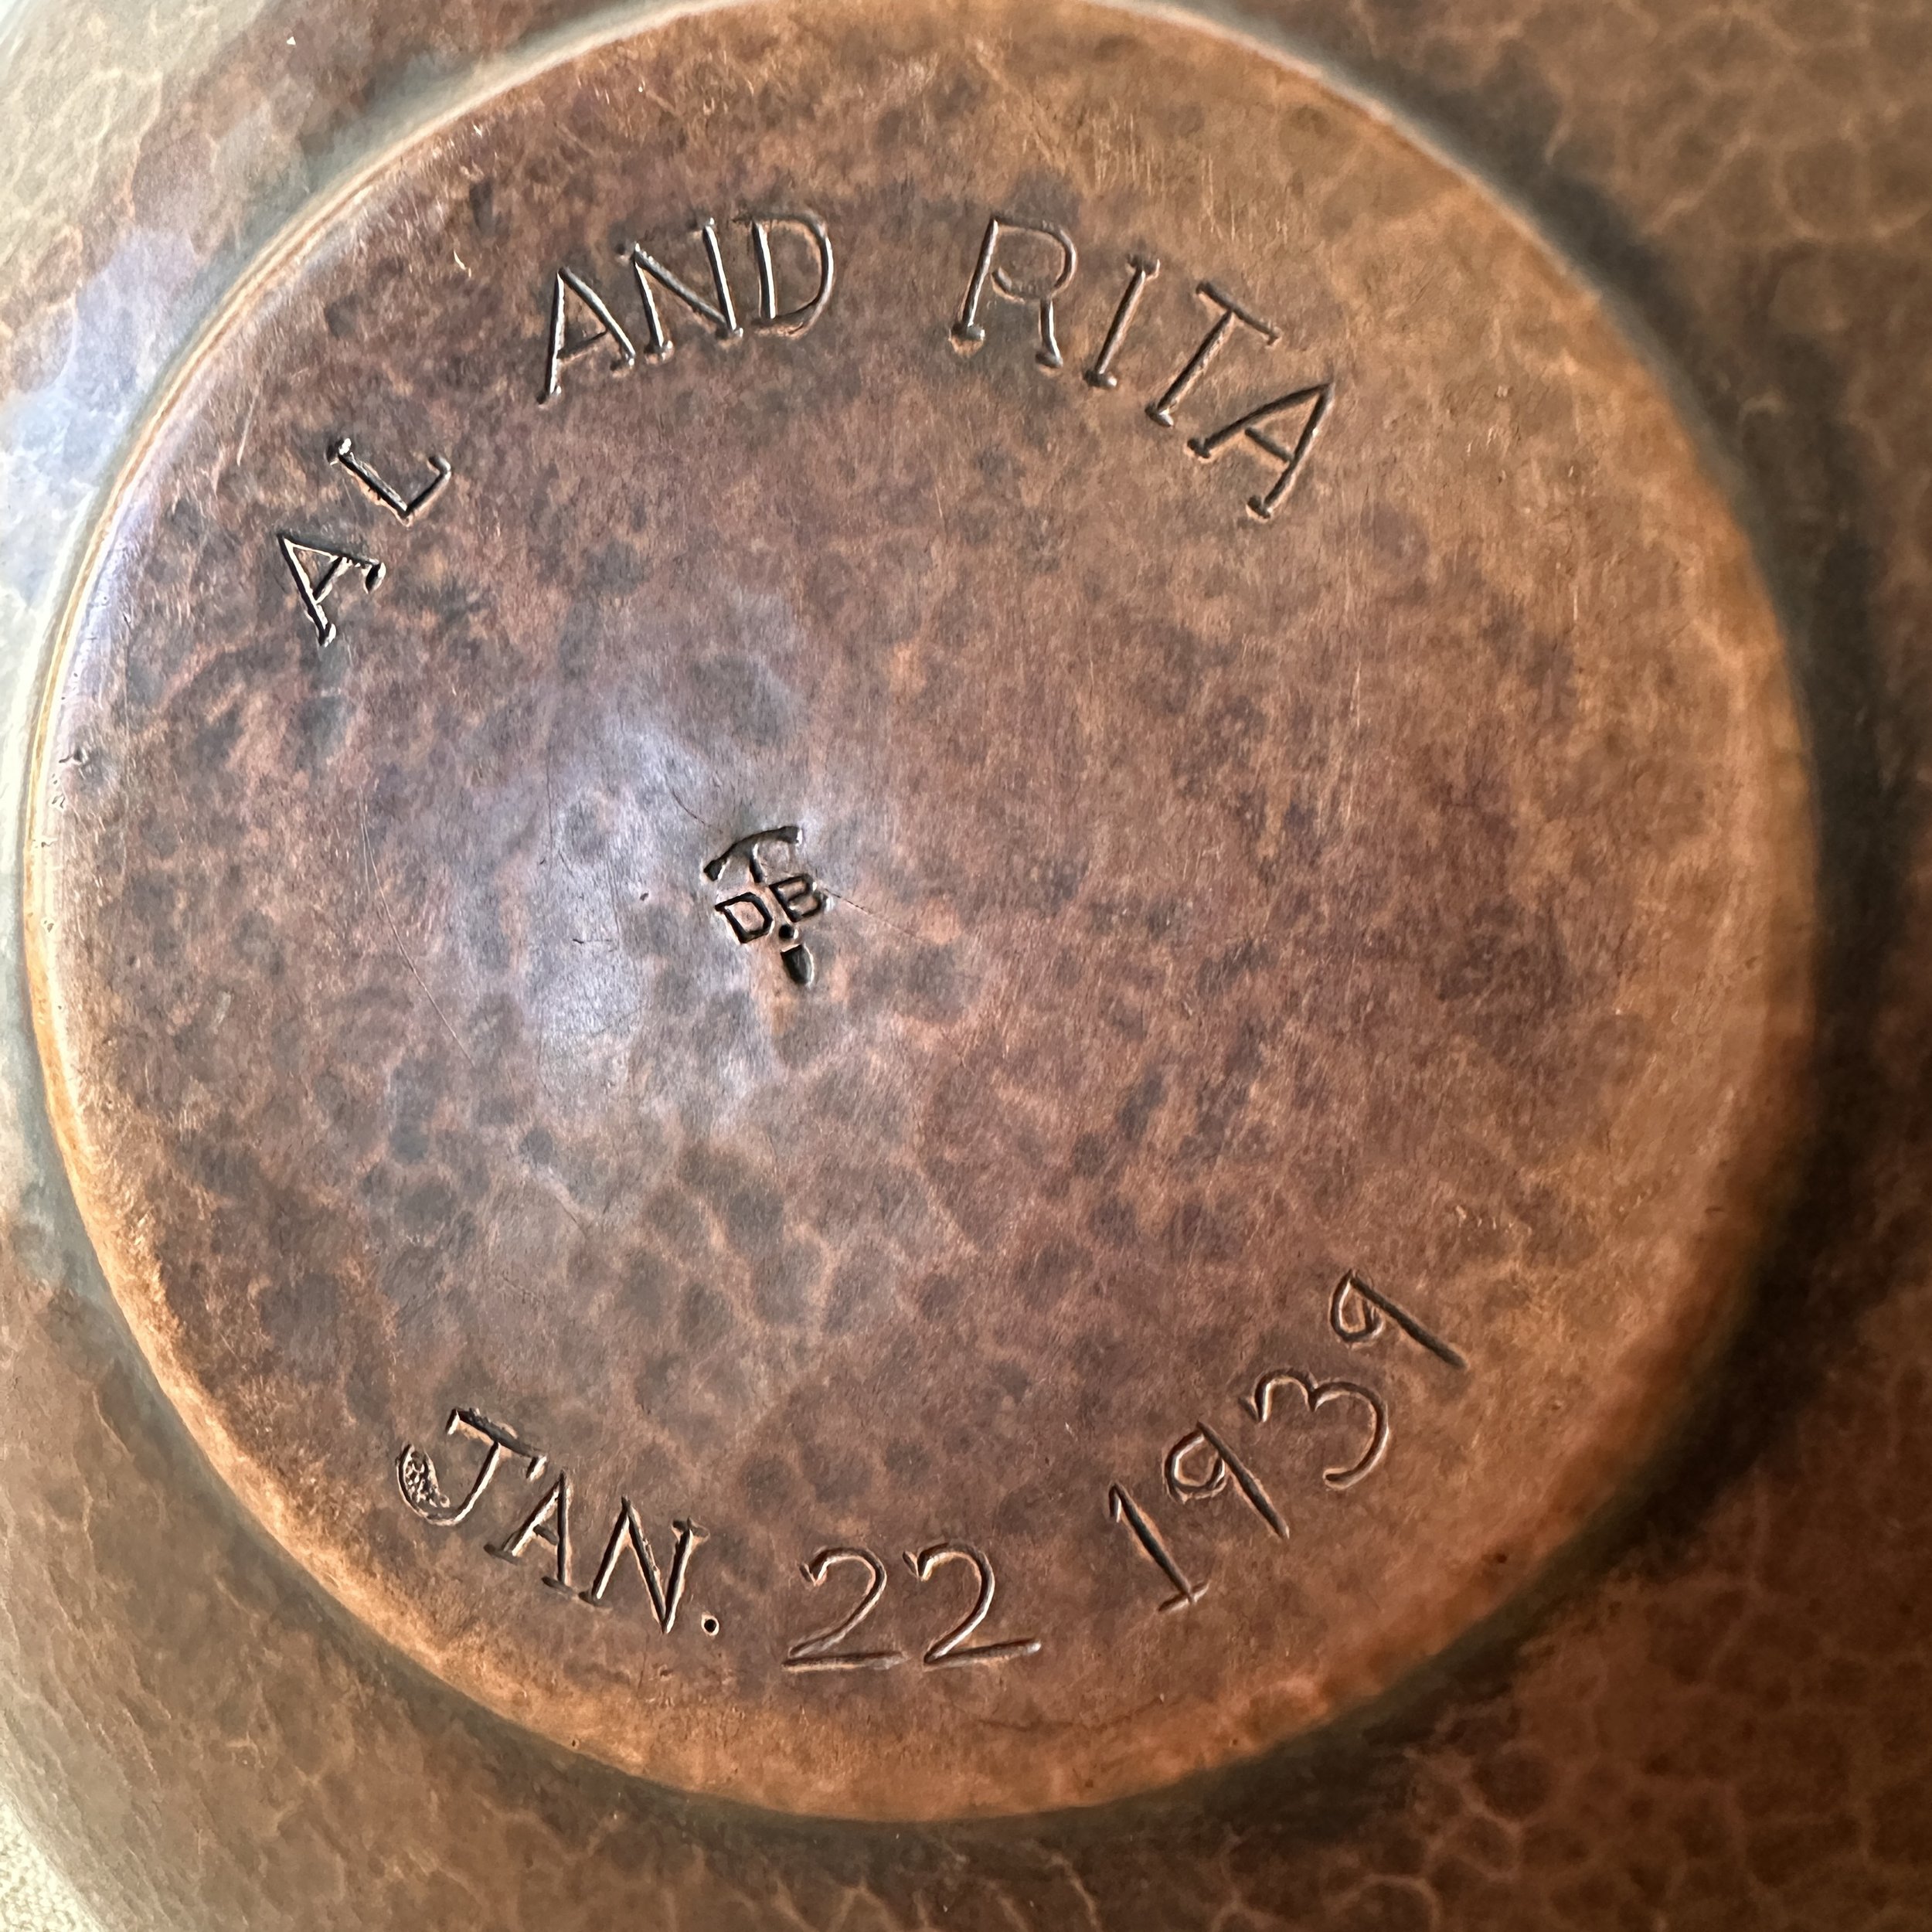 AL AND RITA
DB
JAN. 22 1939